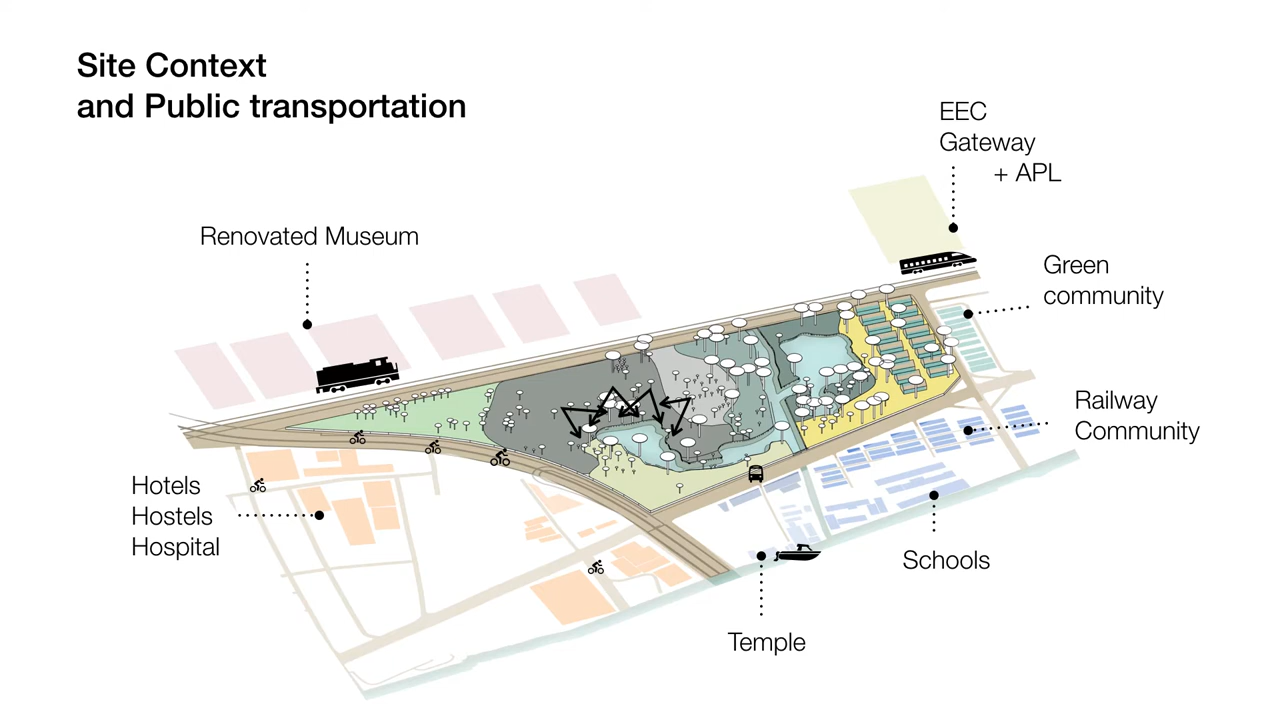 Site Context
and Public transportation
EEC
Gateway
+ APL
Renovated Museum
Green
community
Railway
Community
Hotels
Hostels
Hospital
Schools
Temple